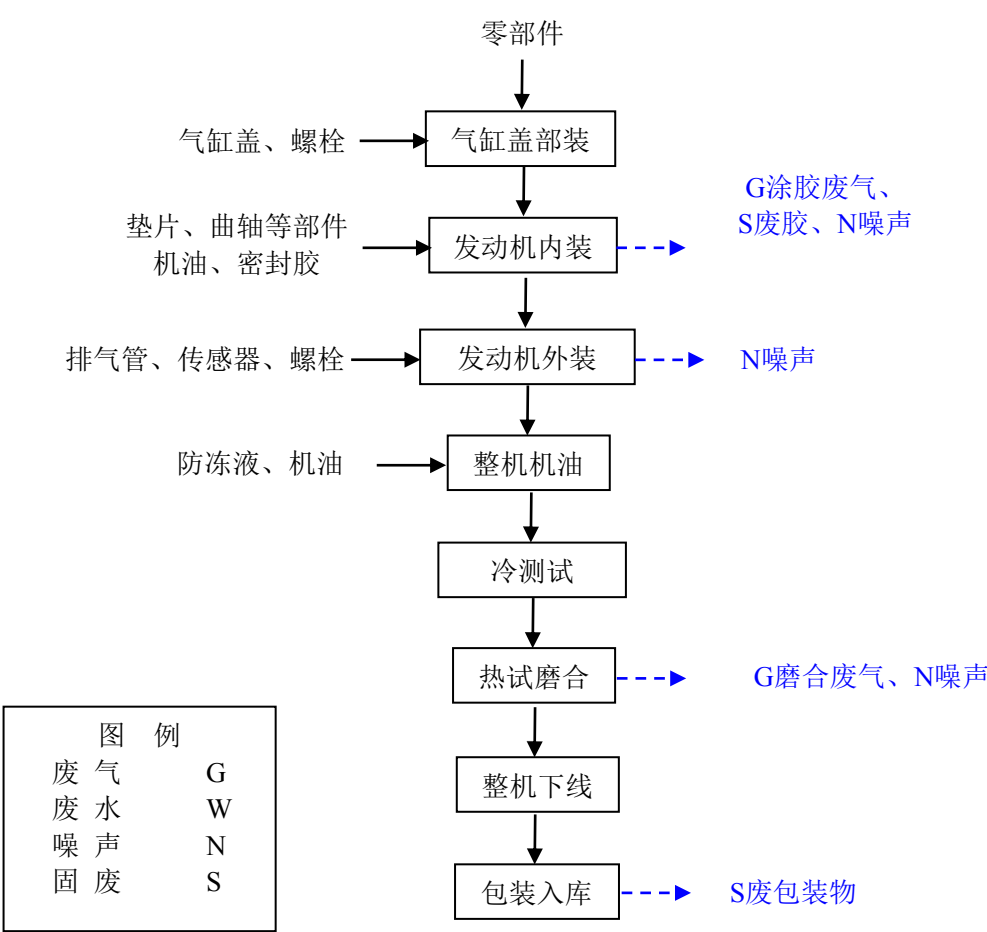 零部件
气缸盖、螺栓
气缸盖部装
G涂胶废气、
S废胶、N噪声
垫片、曲轴等部件
机油、密封胶
发动机内装
排气管、传感器、螺栓
发动机外装
N噪声
防冻液、机油
整机机油
冷测试
热试磨合
G磨合废气、N噪声
整机下线
包装入库
S废包装物
图 例
废 气 G
废 水 W
噪 声 N
固 废 S